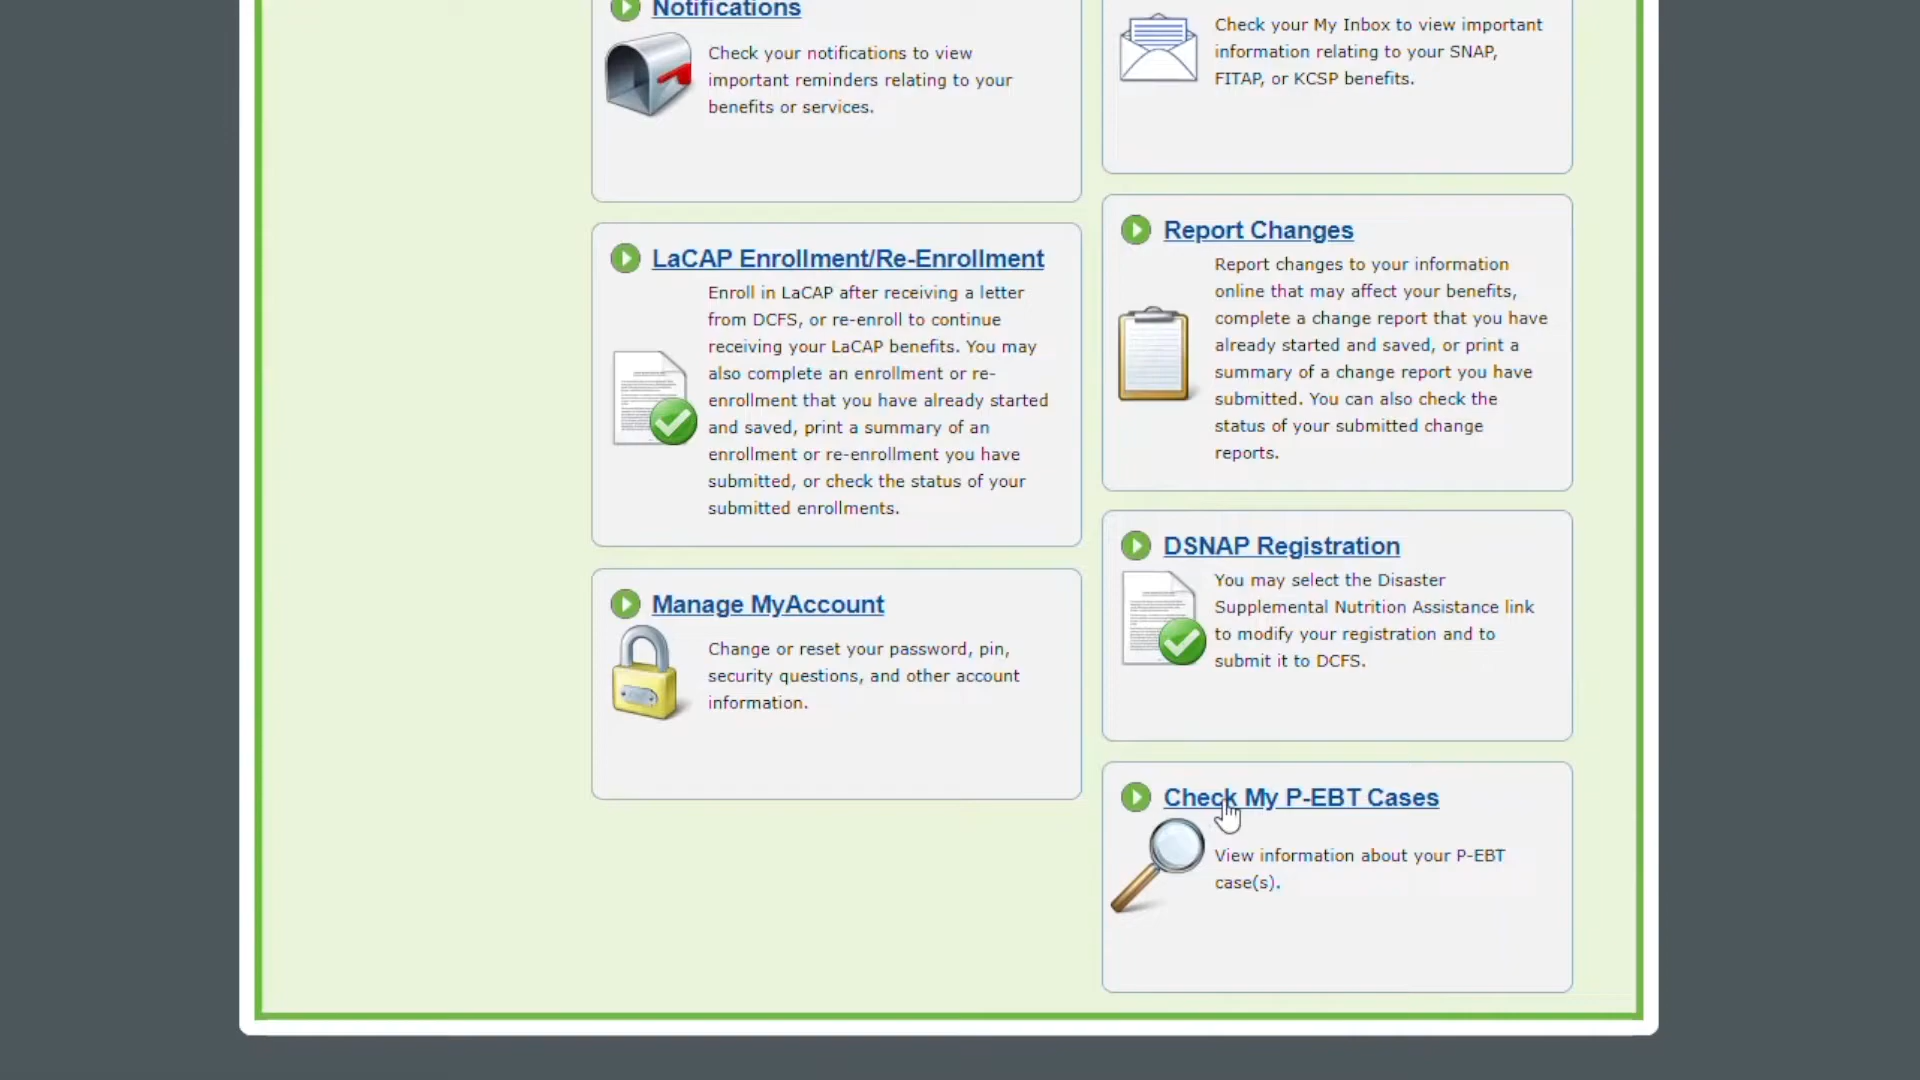 Notifications
Check your notifications to view
important reminders relating to your
benefits or services.
Check your My Inbox to view important
information relating to your SNAP,
FITAP, or KCSP benefits.
LaCAP Enrollment/Re-Enrollment
Enroll in LaCAP after receiving a letter
from DCFS, or re-enroll to continue
receiving your LaCAP benefits. You may
also complete an enrollment or re-
enrollment that you have already started
and saved, print a summary of an
enrollment or re-enrollment you have
submitted, or check the status of your
submitted enrollments.
Report Changes
Report changes to your information
online that may affect your benefits,
complete a change report that you have
already started and saved, or print a
summary of a change report you have
submitted. You can also check the
status of your submitted change
reports.
Manage MyAccount
Change or reset your password, pin,
security questions, and other account
information.
DSNAP Registration
You may select the Disaster
Supplemental Nutrition Assistance link
to modify your registration and to
submit it to DCFS.
Check My P-EBT Cases
View information about your P-EBT
case(s).